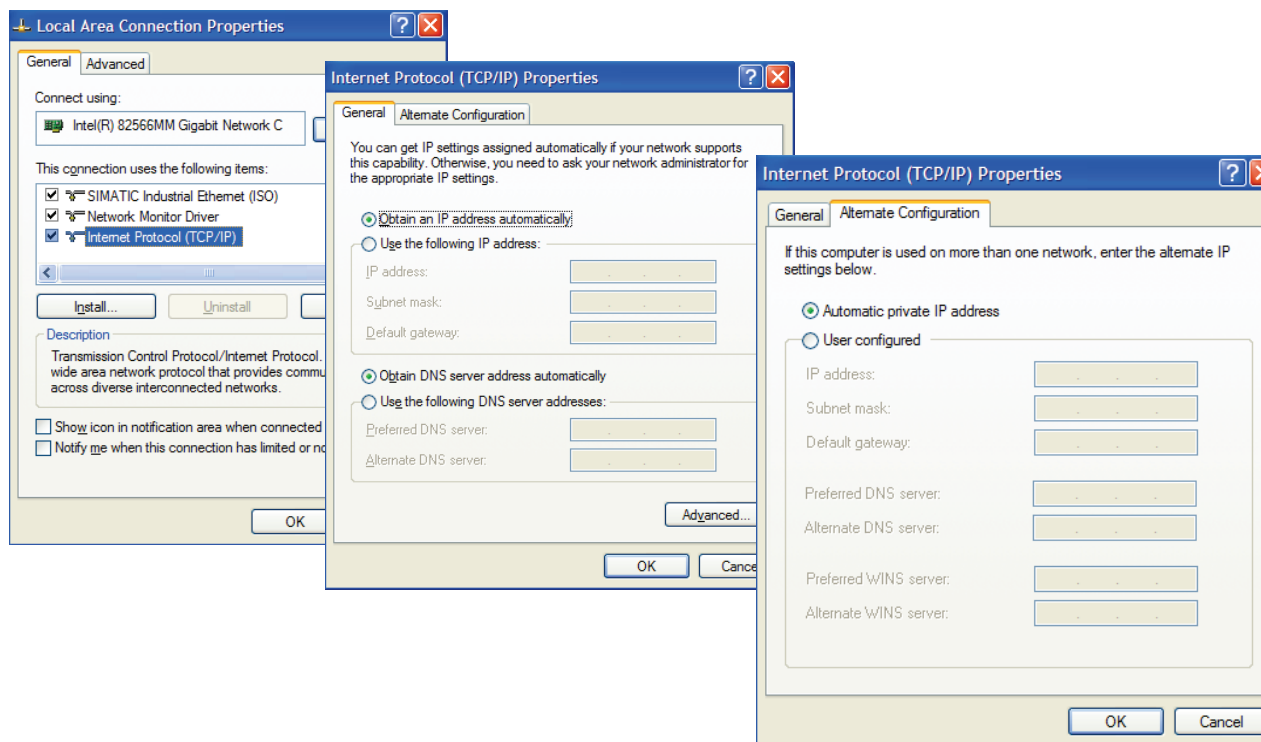 Local Area Connection Properties
General
Advanced
Connect using:
Intel(R) 82566MM Gigabit Network C
This connection uses the following items:
SIMATIC Industrial Ethernet (ISO)
Network Monitor Driver
Internet Protocol (TCP/IP)
Install...
Uninstall
Description
Transmission Control Protocol/Internet Protocol.
wide area network protocol that provides commu
across diverse interconnected networks.
Show icon in notification area when connected
Notify me when this connection has limited or no
OK
Internet Protocol (TCP/IP) Properties
General
Alternate Configuration
You can get IP settings assigned automatically if your network supports
this capability. Otherwise, you need to ask your network administrator for
the appropriate IP settings.
Obtain an IP address automatically
Use the following IP address:
IP address:
Subnet mask:
Default gateway:
Obtain DNS server address automatically
Use the following DNS server addresses:
Preferred DNS server:
Alternate DNS server:
Advanced...
OK
Cance
Internet Protocol (TCP/IP) Properties
General
Alternate Configuration
If this computer is used on more than one network, enter the alternate IP
settings below.
Automatic private IP address
User configured
IP address:
Subnet mask:
Default gateway:
Preferred DNS server:
Alternate DNS server:
Preferred WINS server:
Alternate WINS server:
OK
Cancel